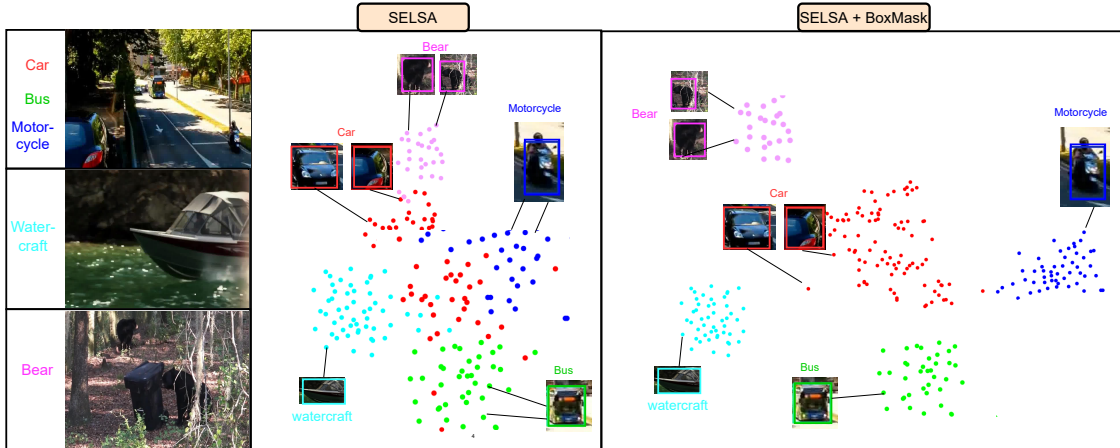 SELSA
SELSA + BoxMask
Car
Bus
Motor-
cycle
Water-
craft
Bear
Bear
Motorcycle
Car
watercraft
Bus
4
Bear
Motorcycle
Car
watercraft
Bus